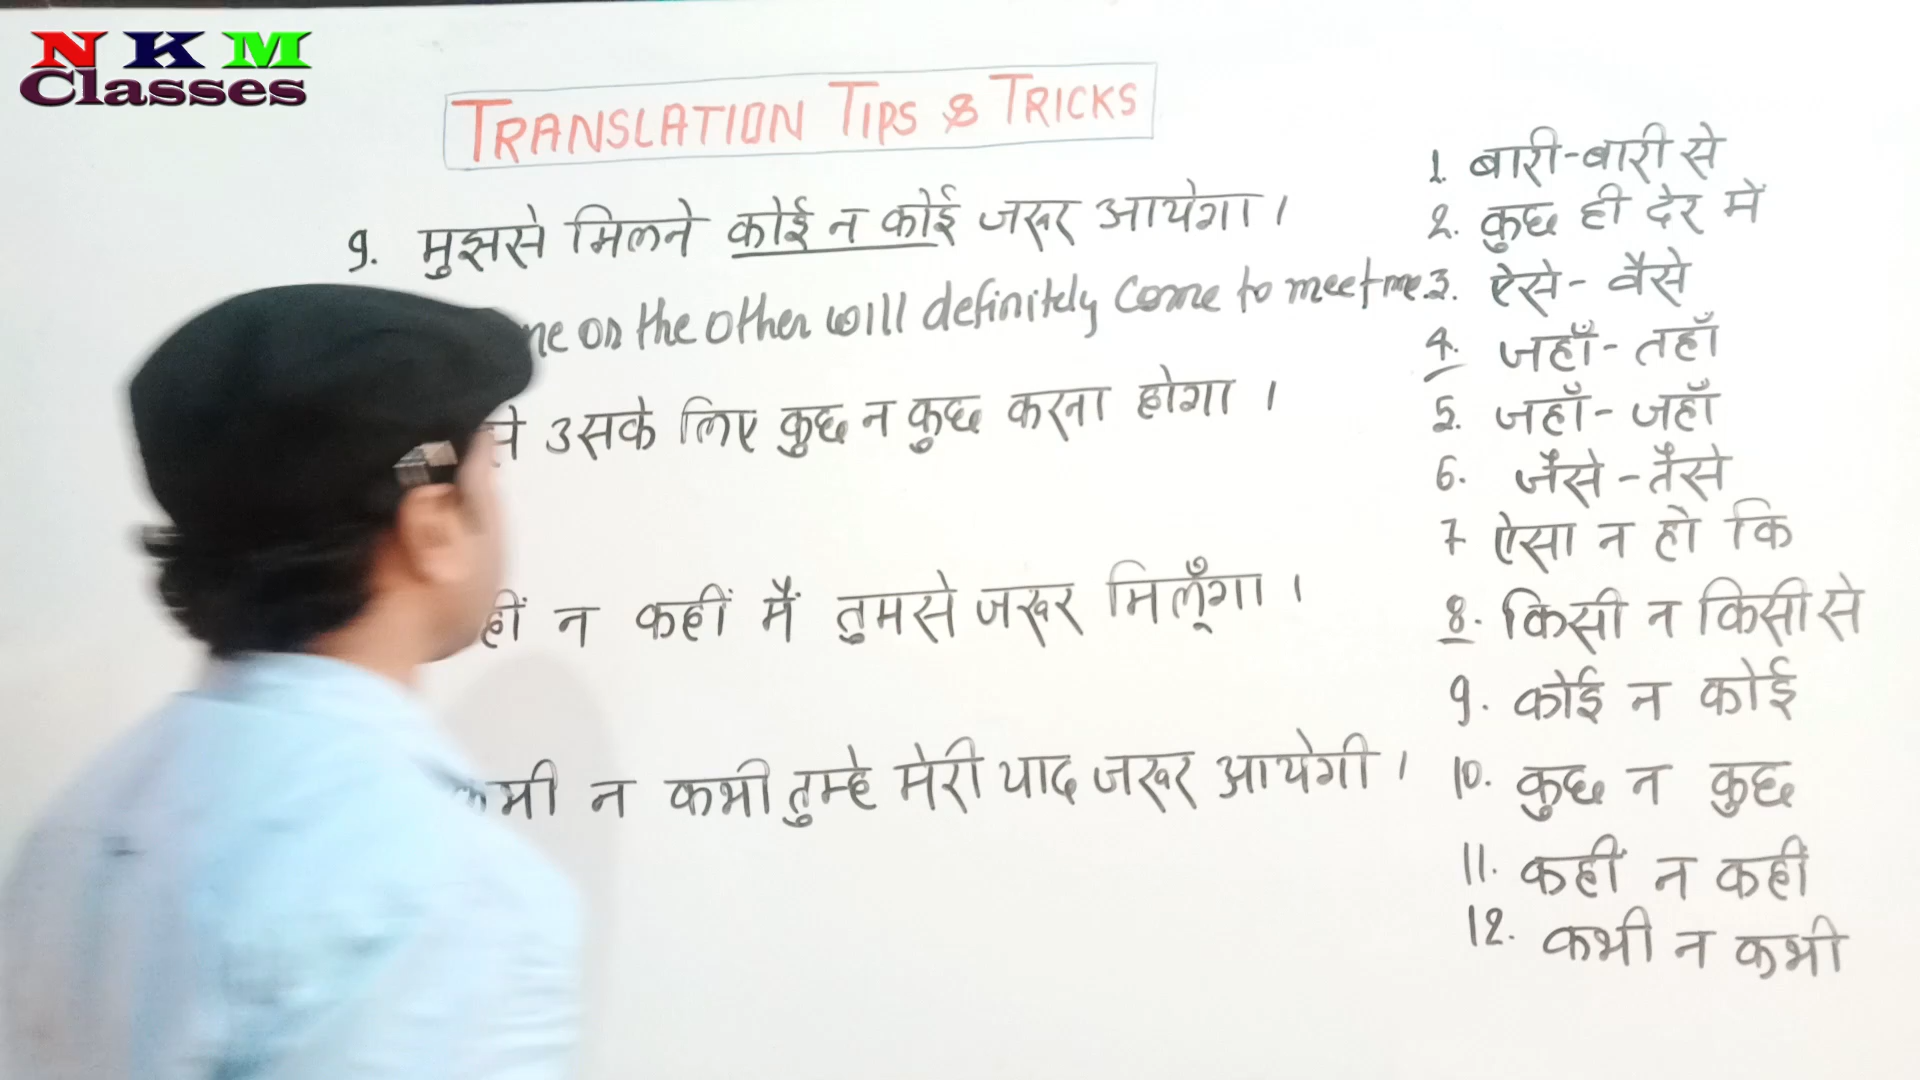 NKM
Classes
TRANSLATION TIPS & TRICKS
9. मुझसे मिलने कोई न कोई जरूर आयेगा।
or the other will definitely come to meet me.
उसके लिए कुछ न कुछ करना होगा।
न कहीं मैं तुमसे जरूर मिलूँगा।
न कभी तुम्हे मेरी याद जरूर आयेगी।
1. बारी-बारी से
2. कुछ ही देर में
3. ऐसे - वैसे
4. जहाँ - तहाँ
5. जहाँ - जहाँ
6. जैसे - तैसे
7 ऐसा न हो कि
8. किसी न किसी से
9. कोई न कोई
10. कुछ न कुछ
11. कहीं न कहीं
12. कभी न कभी